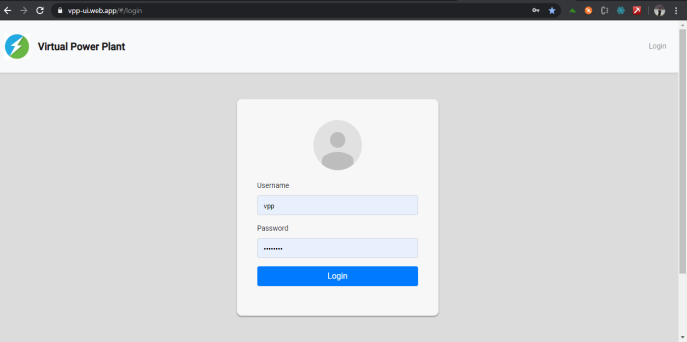 vpp-ui.web.app/#/login
Virtual Power Plant
Login
Username
vpp
Password
••••••••
Login